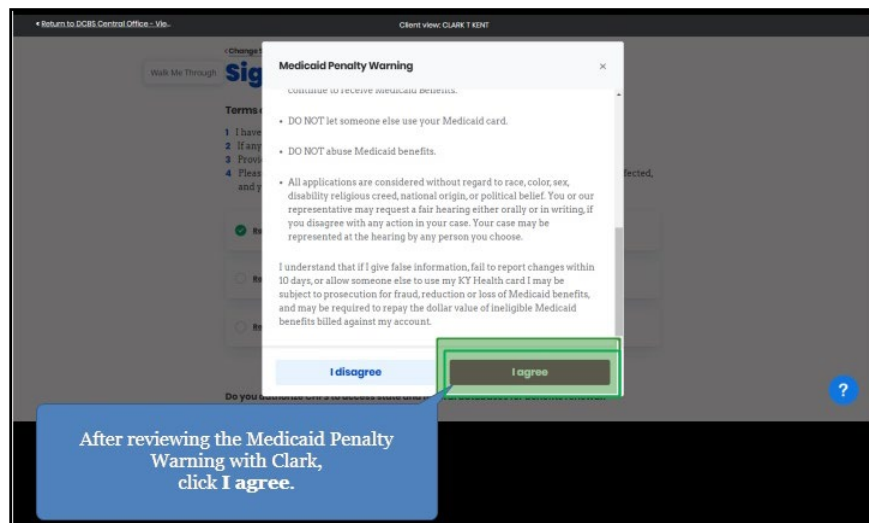 Return to DCBS Central Office - Vie...
Client view: CLARK T KENT
Change
Walk Me Through
Sig
Medicaid Penalty Warning
×
continue to receive Medicaid Benefits.
Terms
• DO NOT let someone else use your Medicaid card.
1 I have
2 If any
• DO NOT abuse Medicaid benefits.
3 Provi
4 Pleas
fected,
and y
• All applications are considered without regard to race, color, sex,
disability religious creed, national origin, or political belief. You or our
representative may request a fair hearing either orally or in writing, if
you disagree with any action in your case. Your case may be
represented at the hearing by any person you choose.
Re
Re
Re
I understand that if I give false information, fail to report changes within
10 days, or allow someone else to use my KY Health card I may be
subject to prosecution for fraud, reduction or loss of Medicaid benefits,
and may be required to repay the dollar value of ineligible Medicaid
benefits billed against my account.
I disagree
I agree
Do you
?
After reviewing the Medicaid Penalty
Warning with Clark,
click I agree.